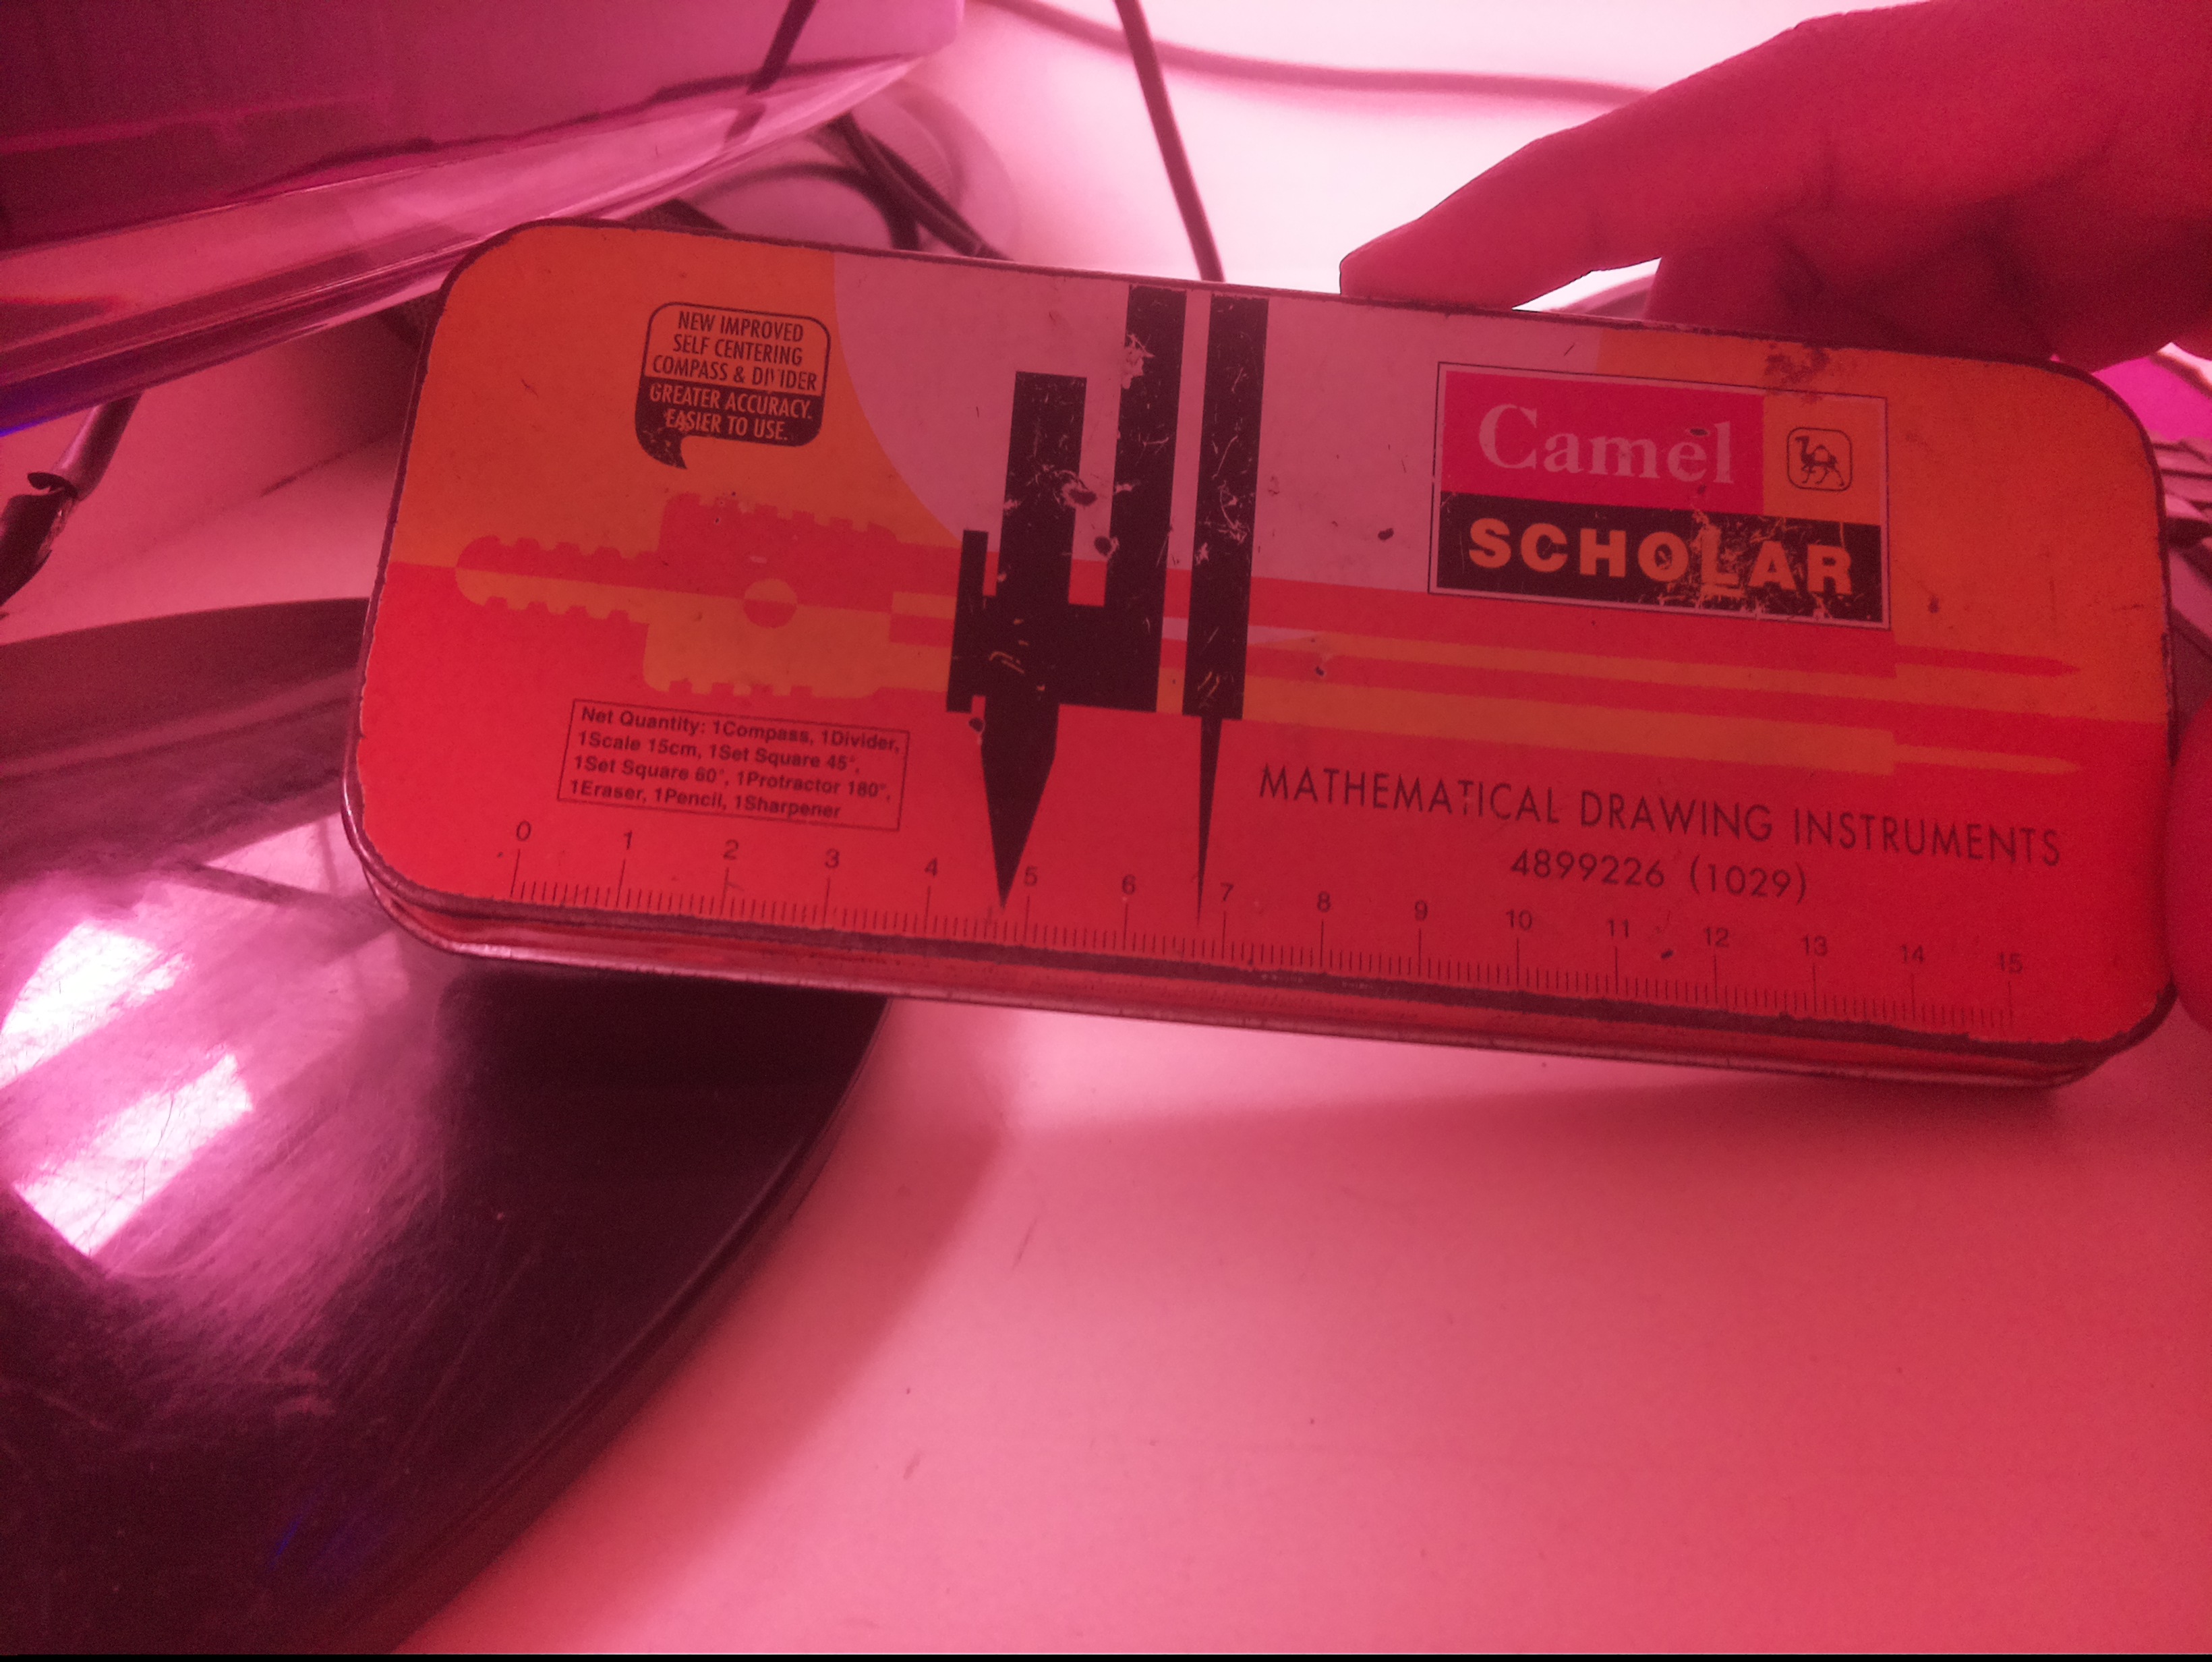 NEW IMPROVED
SELF CENTERING
COMPASS & DIVIDER
GREATER ACCURACY.
EASIER TO USE.
Camel
SCHOLAR
Net Quantity: 1Compass, 1Divider,
1Scale 15cm, 1Set Square 45°,
1Set Square 60°, 1Protractor 180°,
1Eraser, 1Pencil, 1Sharpener
MATHEMATICAL DRAWING INSTRUMENTS
4899226 (1029)
0 1 2 3 4 5 6 7 8 9 10 11 12 13 14 15